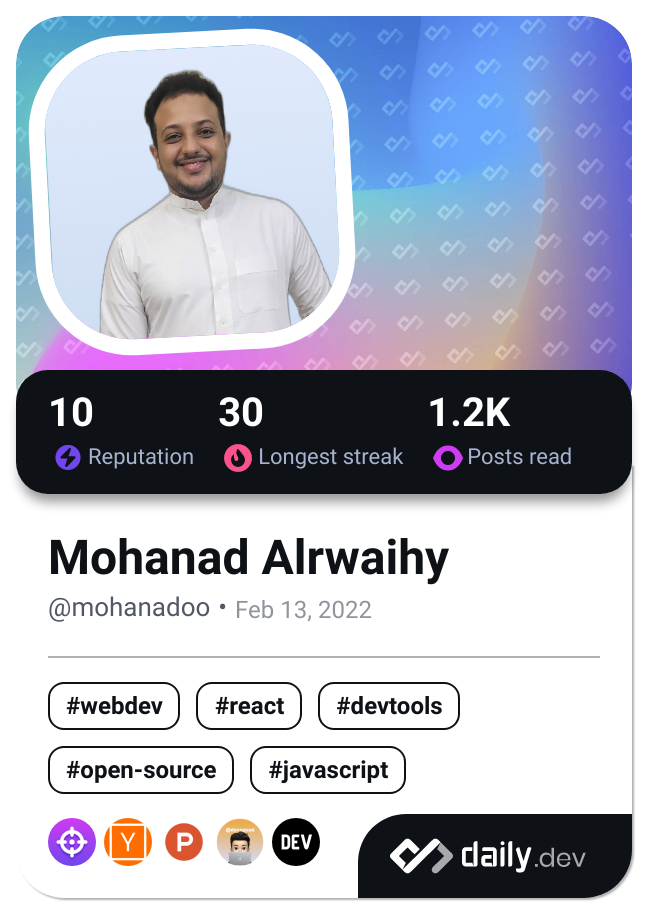 10 30 1.2K
Reputation Longest streak Posts read
Mohanad Alrwaihy
@mohanadoo • Feb 13, 2022
#webdev #react #devtools
#open-source #javascript
Y P DEV
daily.dev